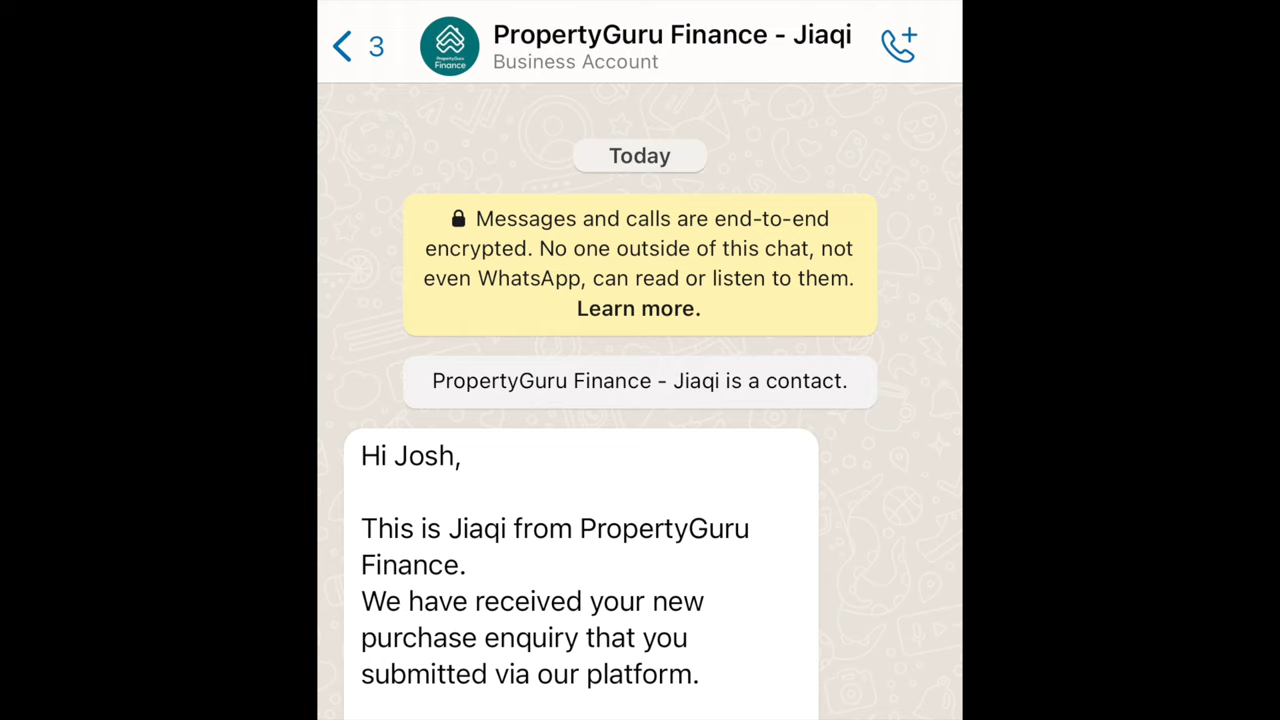 3
PropertyGuru Finance - Jiaqi
Business Account
PropertyGuru
Finance
Today
Messages and calls are end-to-end
encrypted. No one outside of this chat, not
even WhatsApp, can read or listen to them.
Learn more.
PropertyGuru Finance - Jiaqi is a contact.
Hi Josh,
This is Jiaqi from PropertyGuru
Finance.
We have received your new
purchase enquiry that you
submitted via our platform.